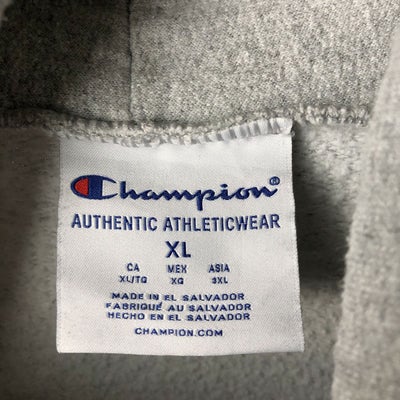 Champion®
AUTHENTIC ATHLETICWEAR
XL
CA MEX ASIA
XL/TG XG 3XL
MADE IN EL SALVADOR
FABRIQUÉ AU SALVADOR
HECHO EN EL SALVADOR
CHAMPION.COM